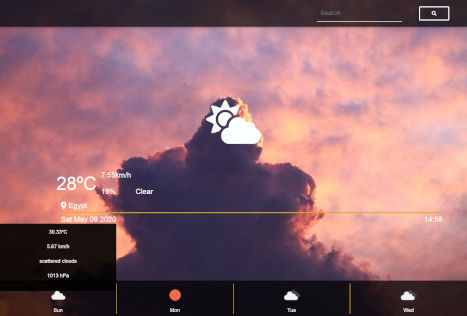 Search
28°C
7.55km/h
19% Clear
Egypt
Sat May 09 2020 14:58
30.33°C
5.67 km/h
scattered clouds
1013 hPa
Sun Mon Tue Wed